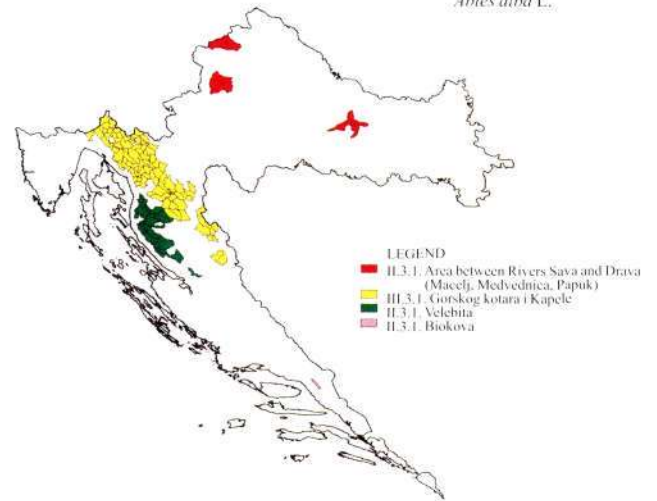 Abies alba L.
LEGEND
II.3.1. Area between Rivers Sava and Drava
(Macelj, Medvednica, Papuk)
III.3.1. Gorskog kotara i Kapele
II.3.1. Velebita
II.3.1. Biokova